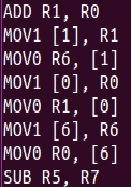 ADD R1, R0
MOV1 [1], R1
MOV0 R6, [1]
MOV1 [0], R0
MOV0 R1, [0]
MOV1 [6], R6
MOV0 R0, [6]
SUB R5, R7